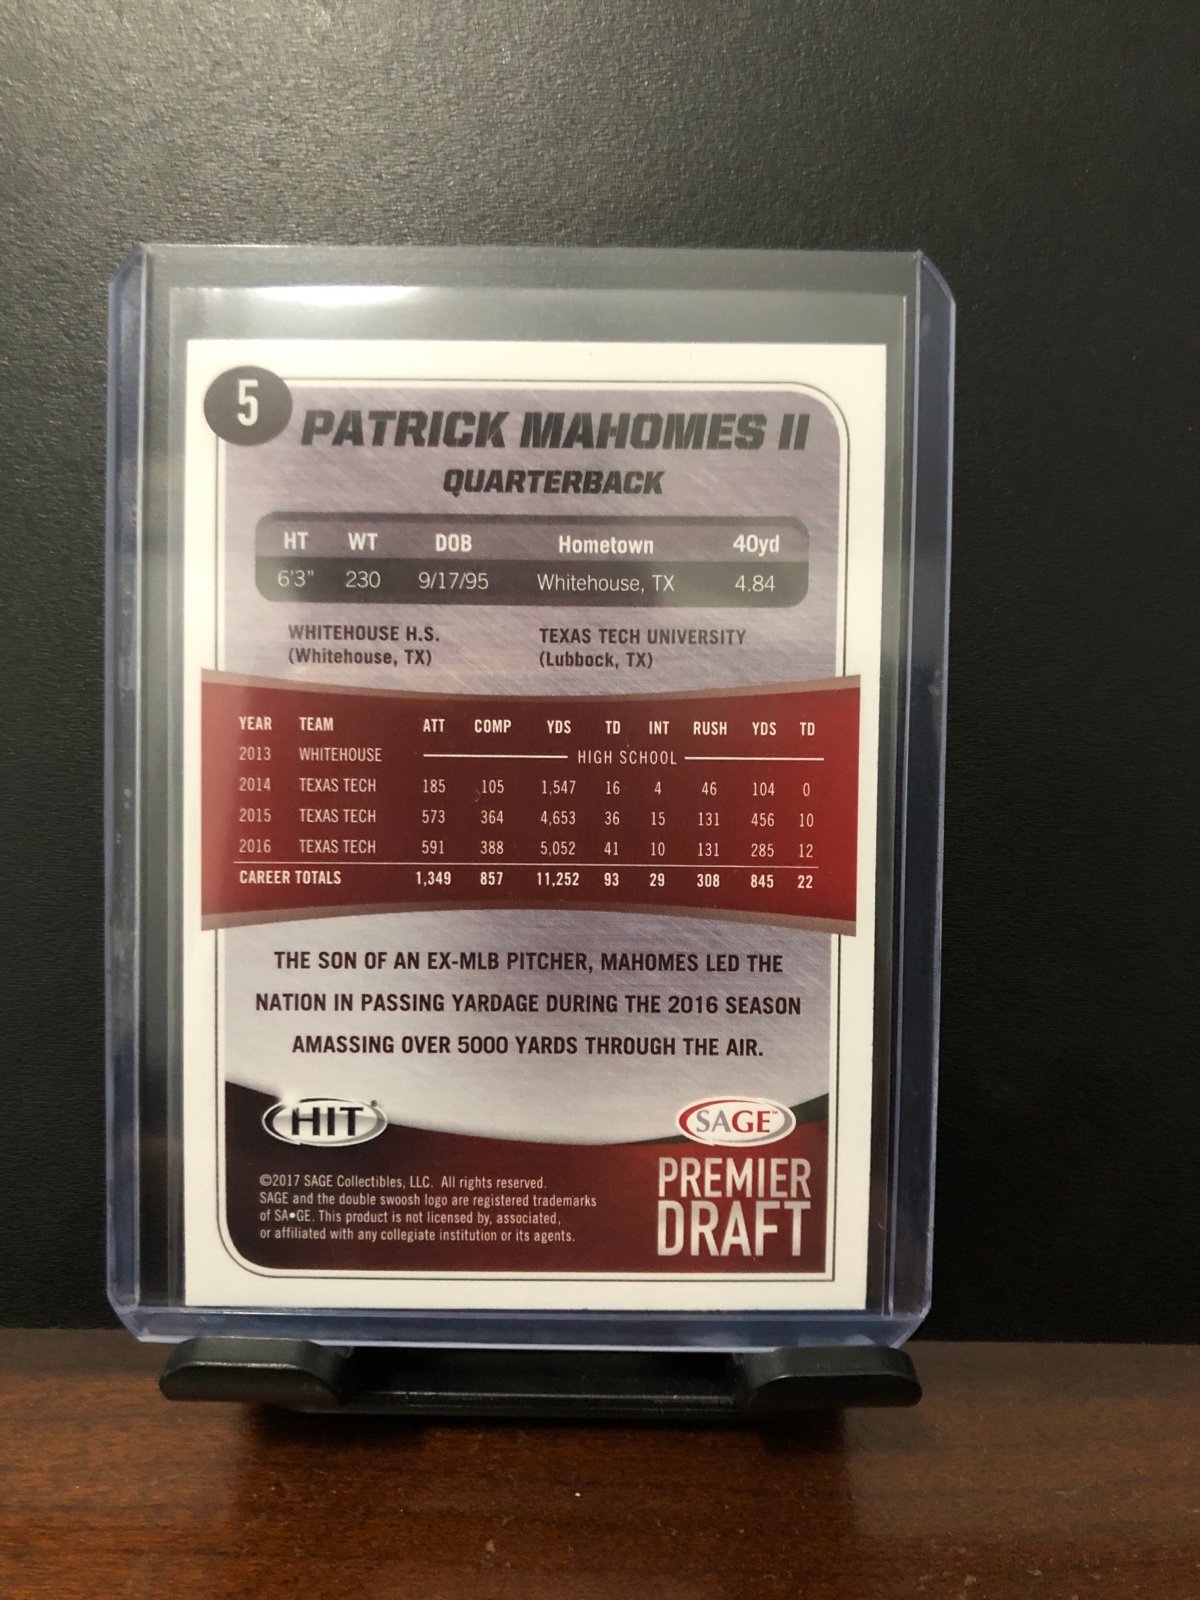 5
PATRICK MAHOMES II
QUARTERBACK
HT WT DOB Hometown 40yd
6'3" 230 9/17/95 Whitehouse, TX 4.84
WHITEHOUSE H.S. TEXAS TECH UNIVERSITY
(Whitehouse, TX) (Lubbock, TX)
YEAR TEAM ATT COMP YDS TD INT RUSH YDS TD
2013 WHITEHOUSE HIGH SCHOOL
2014 TEXAS TECH 185 105 1,547 16 4 46 104 0
2015 TEXAS TECH 573 364 4,653 36 15 131 456 10
2016 TEXAS TECH 591 388 5,052 41 10 131 285 12
CAREER TOTALS 1,349 857 11,252 93 29 308 845 22
THE SON OF AN EX-MLB PITCHER, MAHOMES LED THE
NATION IN PASSING YARDAGE DURING THE 2016 SEASON
AMASSING OVER 5000 YARDS THROUGH THE AIR.
HIT® SAGE™
PREMIER
DRAFT
©2017 SAGE Collectibles, LLC. All rights reserved.
SAGE and the double swoosh logo are registered trademarks
of SA•GE. This product is not licensed by, associated,
or affiliated with any collegiate institution or its agents.